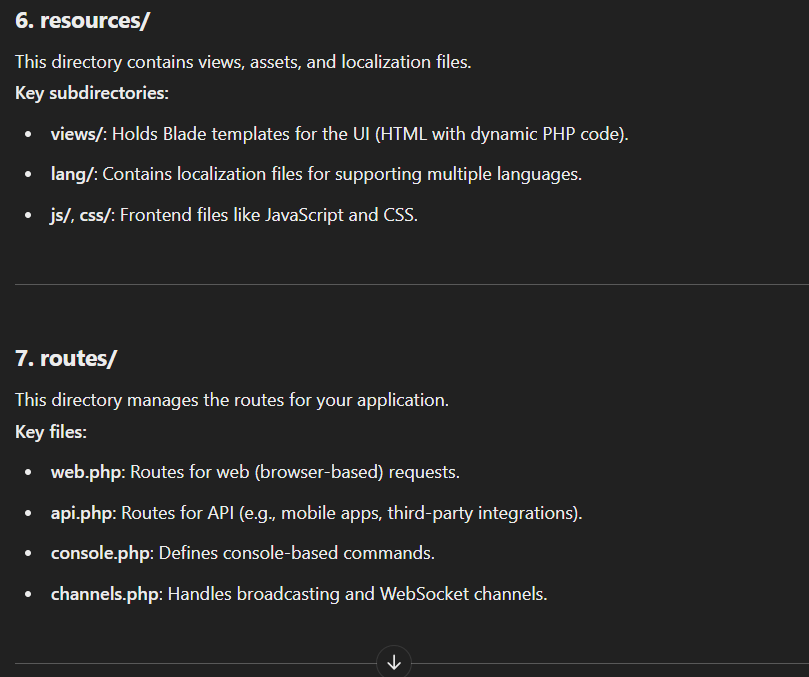 6. resources/
This directory contains views, assets, and localization files.
Key subdirectories:
• views/: Holds Blade templates for the UI (HTML with dynamic PHP code).
• lang/: Contains localization files for supporting multiple languages.
• js/, css/: Frontend files like JavaScript and CSS.
7. routes/
This directory manages the routes for your application.
Key files:
• web.php: Routes for web (browser-based) requests.
• api.php: Routes for API (e.g., mobile apps, third-party integrations).
• console.php: Defines console-based commands.
• channels.php: Handles broadcasting and WebSocket channels.